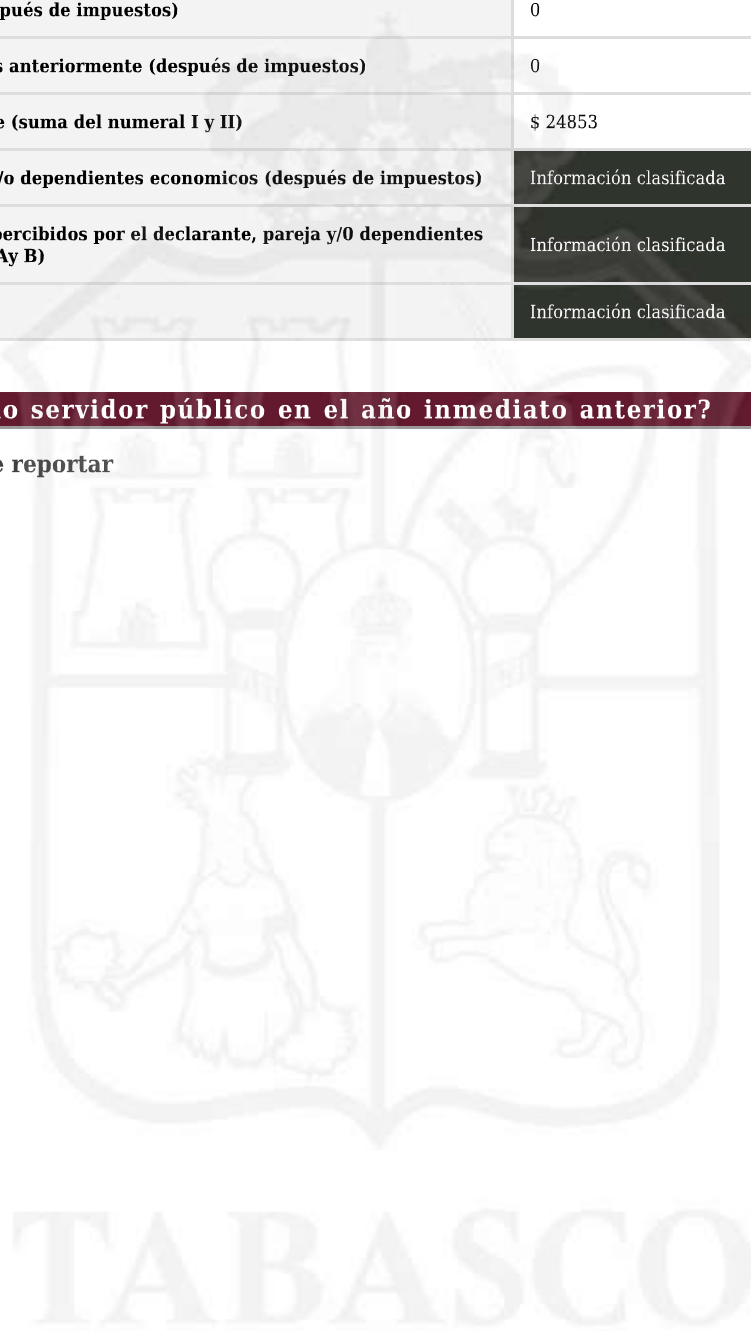 pués de impuestos) 0
s anteriormente (después de impuestos) 0
e (suma del numeral I y II) $ 24853
/o dependientes economicos (después de impuestos) Información clasificada
percibidos por el declarante, pareja y/0 dependientes Información clasificada
Ay B)
Información clasificada
o servidor público en el año inmediato anterior?
e reportar
TABASCO